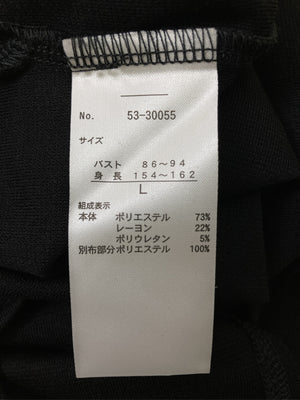 No. 53-30055
サイズ
バスト 86～94
身長 154～162
L
組成表示
本体 ポリエステル 73%
レーヨン 22%
ポリウレタン 5%
別布部分 ポリエステル 100%